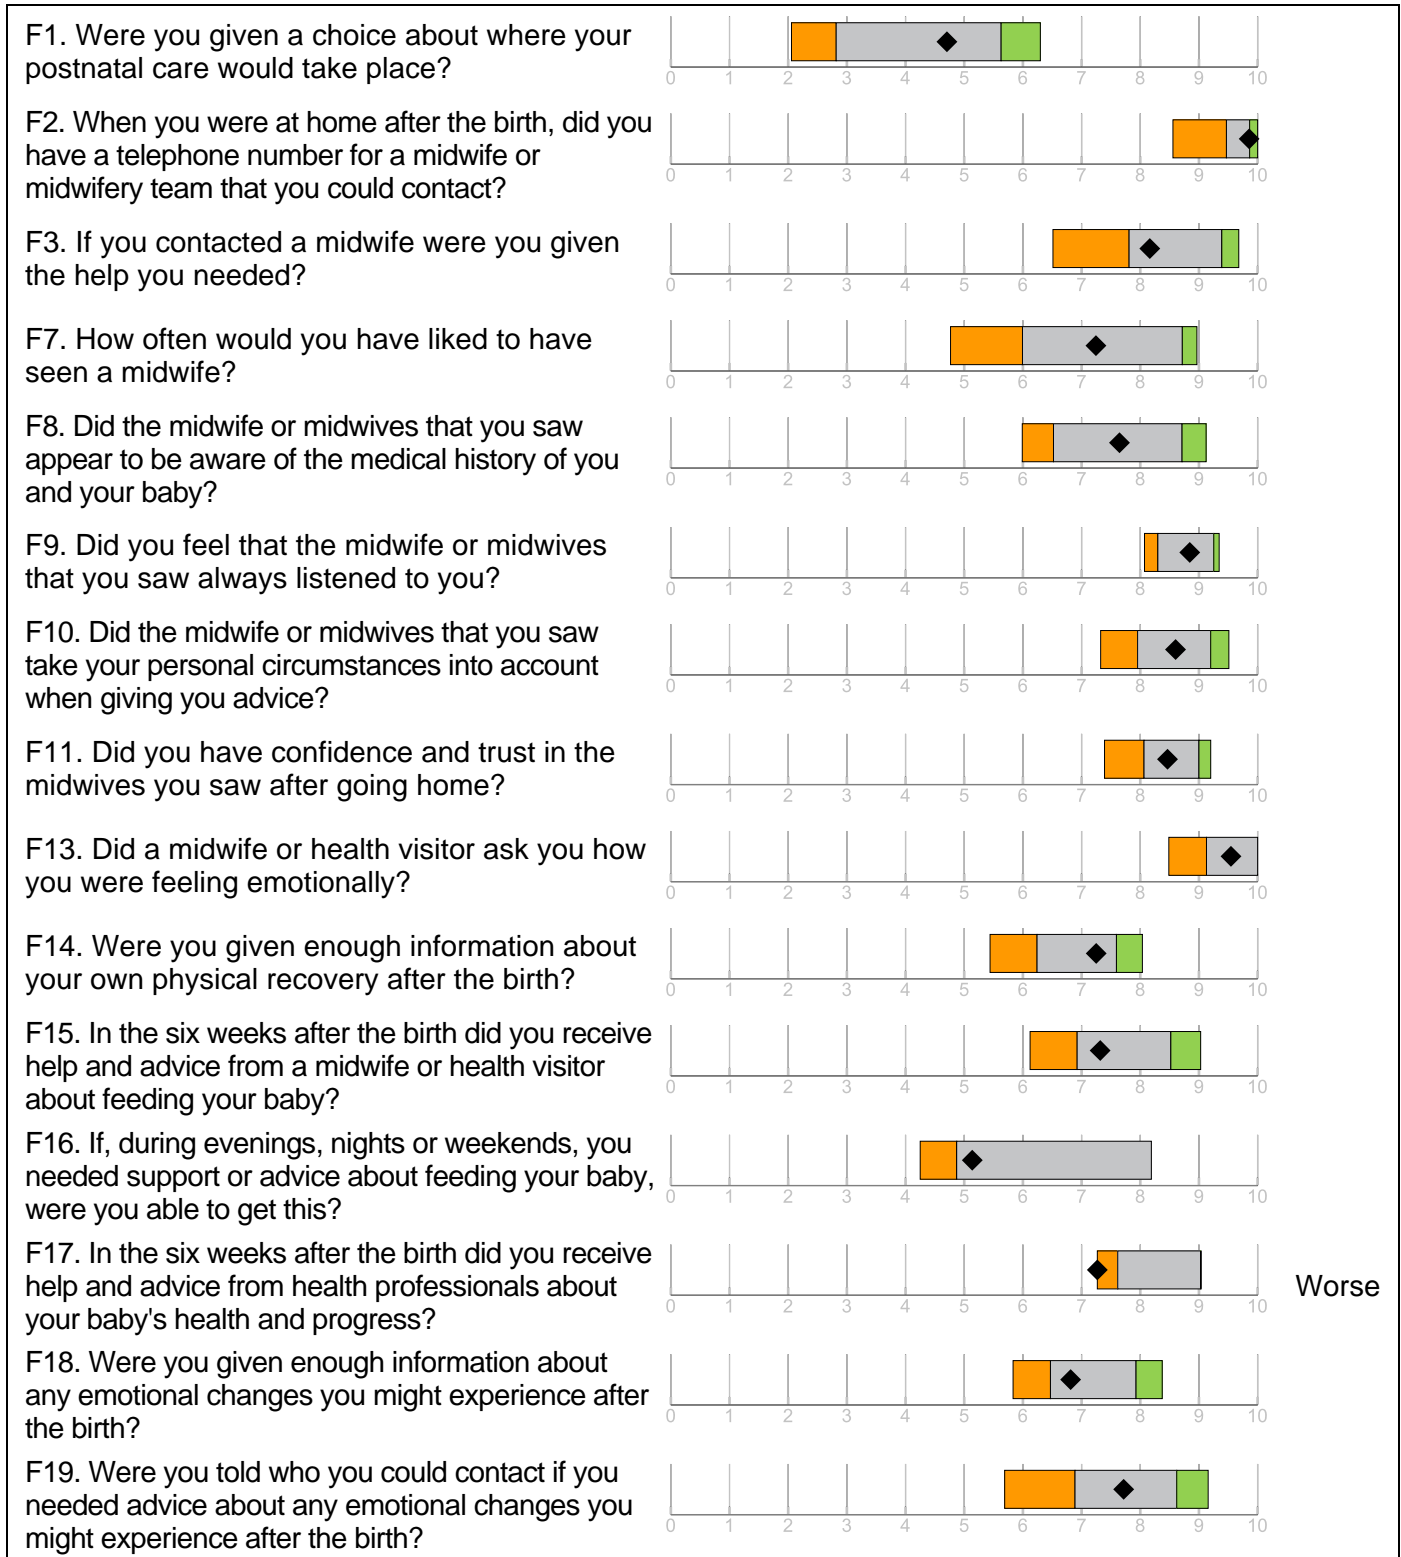 F1. Were you given a choice about where your
postnatal care would take place?
0 1 2 3 4 5 6 7 8 9 10
F2. When you were at home after the birth, did you
have a telephone number for a midwife or
midwifery team that you could contact?
0 1 2 3 4 5 6 7 8 9 10
F3. If you contacted a midwife were you given
the help you needed?
0 1 2 3 4 5 6 7 8 9 10
F7. How often would you have liked to have
seen a midwife?
0 1 2 3 4 5 6 7 8 9 10
F8. Did the midwife or midwives that you saw
appear to be aware of the medical history of you
and your baby?
0 1 2 3 4 5 6 7 8 9 10
F9. Did you feel that the midwife or midwives
that you saw always listened to you?
0 1 2 3 4 5 6 7 8 9 10
F10. Did the midwife or midwives that you saw
take your personal circumstances into account
when giving you advice?
0 1 2 3 4 5 6 7 8 9 10
F11. Did you have confidence and trust in the
midwives you saw after going home?
0 1 2 3 4 5 6 7 8 9 10
F13. Did a midwife or health visitor ask you how
you were feeling emotionally?
0 1 2 3 4 5 6 7 8 9 10
F14. Were you given enough information about
your own physical recovery after the birth?
0 1 2 3 4 5 6 7 8 9 10
F15. In the six weeks after the birth did you receive
help and advice from a midwife or health visitor
about feeding your baby?
0 1 2 3 4 5 6 7 8 9 10
F16. If, during evenings, nights or weekends, you
needed support or advice about feeding your baby,
were you able to get this?
0 1 2 3 4 5 6 7 8 9 10
F17. In the six weeks after the birth did you receive
help and advice from health professionals about
your baby's health and progress?
0 1 2 3 4 5 6 7 8 9 10
Worse
F18. Were you given enough information about
any emotional changes you might experience after
the birth?
0 1 2 3 4 5 6 7 8 9 10
F19. Were you told who you could contact if you
needed advice about any emotional changes you
might experience after the birth?
0 1 2 3 4 5 6 7 8 9 10